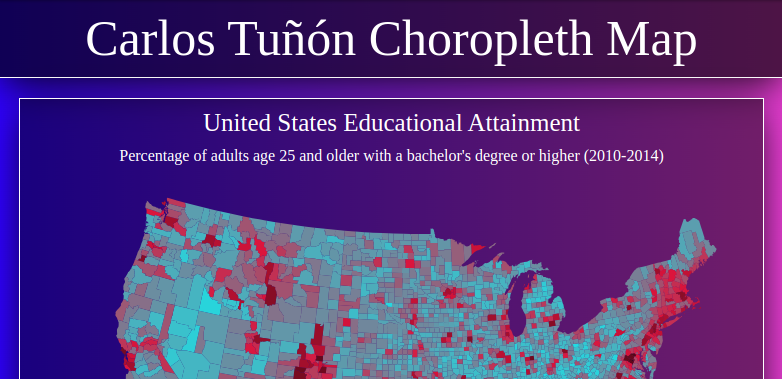 Carlos Tuñón Choropleth Map
United States Educational Attainment
Percentage of adults age 25 and older with a bachelor's degree or higher (2010-2014)